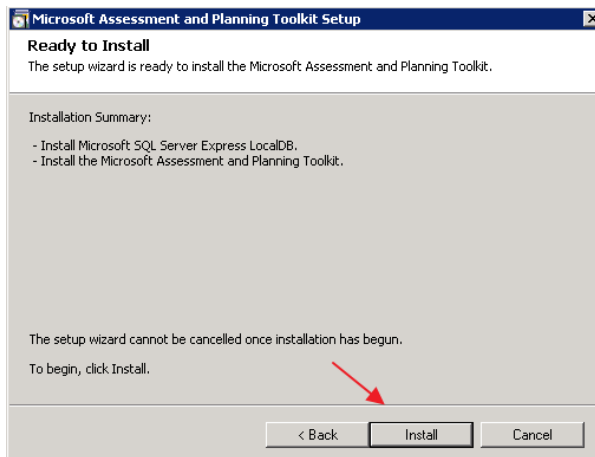 Microsoft Assessment and Planning Toolkit Setup
Ready to Install
The setup wizard is ready to install the Microsoft Assessment and Planning Toolkit.
Installation Summary:
- Install Microsoft SQL Server Express LocalDB.
- Install the Microsoft Assessment and Planning Toolkit.
The setup wizard cannot be cancelled once installation has begun.
To begin, click Install.
< Back Install Cancel